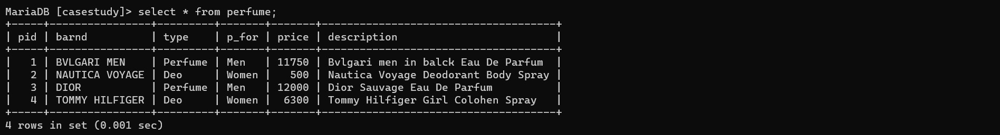 MariaDB [casestudy]> select * from perfume;
+-----+----------------+---------+-------+-------+-------------------------------------+
| pid | barnd          | type    | p_for | price | description                         |
+-----+----------------+---------+-------+-------+-------------------------------------+
|   1 | BVLGARI MEN    | Perfume | Men   | 11750 | Bvlgari men in balck Eau De Parfum  |
|   2 | NAUTICA VOYAGE | Deo     | Women |   500 | Nautica Voyage Deodorant Body Spray |
|   3 | DIOR           | Perfume | Men   | 12000 | Dior Sauvage Eau De Parfum          |
|   4 | TOMMY HILFIGER | Deo     | Women |  6300 | Tommy Hilfiger Girl Colohen Spray   |
+-----+----------------+---------+-------+-------+-------------------------------------+
4 rows in set (0.001 sec)